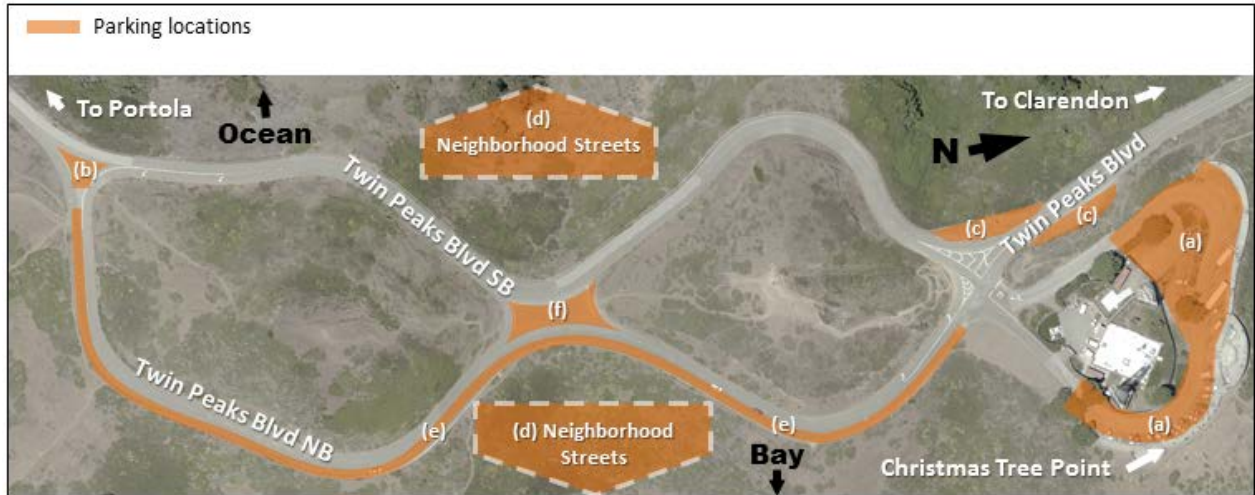 Parking locations
To Portola
Ocean
(d)
Neighborhood Streets
To Clarendon
N
(b)
Twin Peaks Blvd SB
Twin Peaks Blvd
(c)
(c)
(a)
(f)
Twin Peaks Blvd NB
(e)
(d) Neighborhood
Streets
(e)
Bay
(a)
Christmas Tree Point